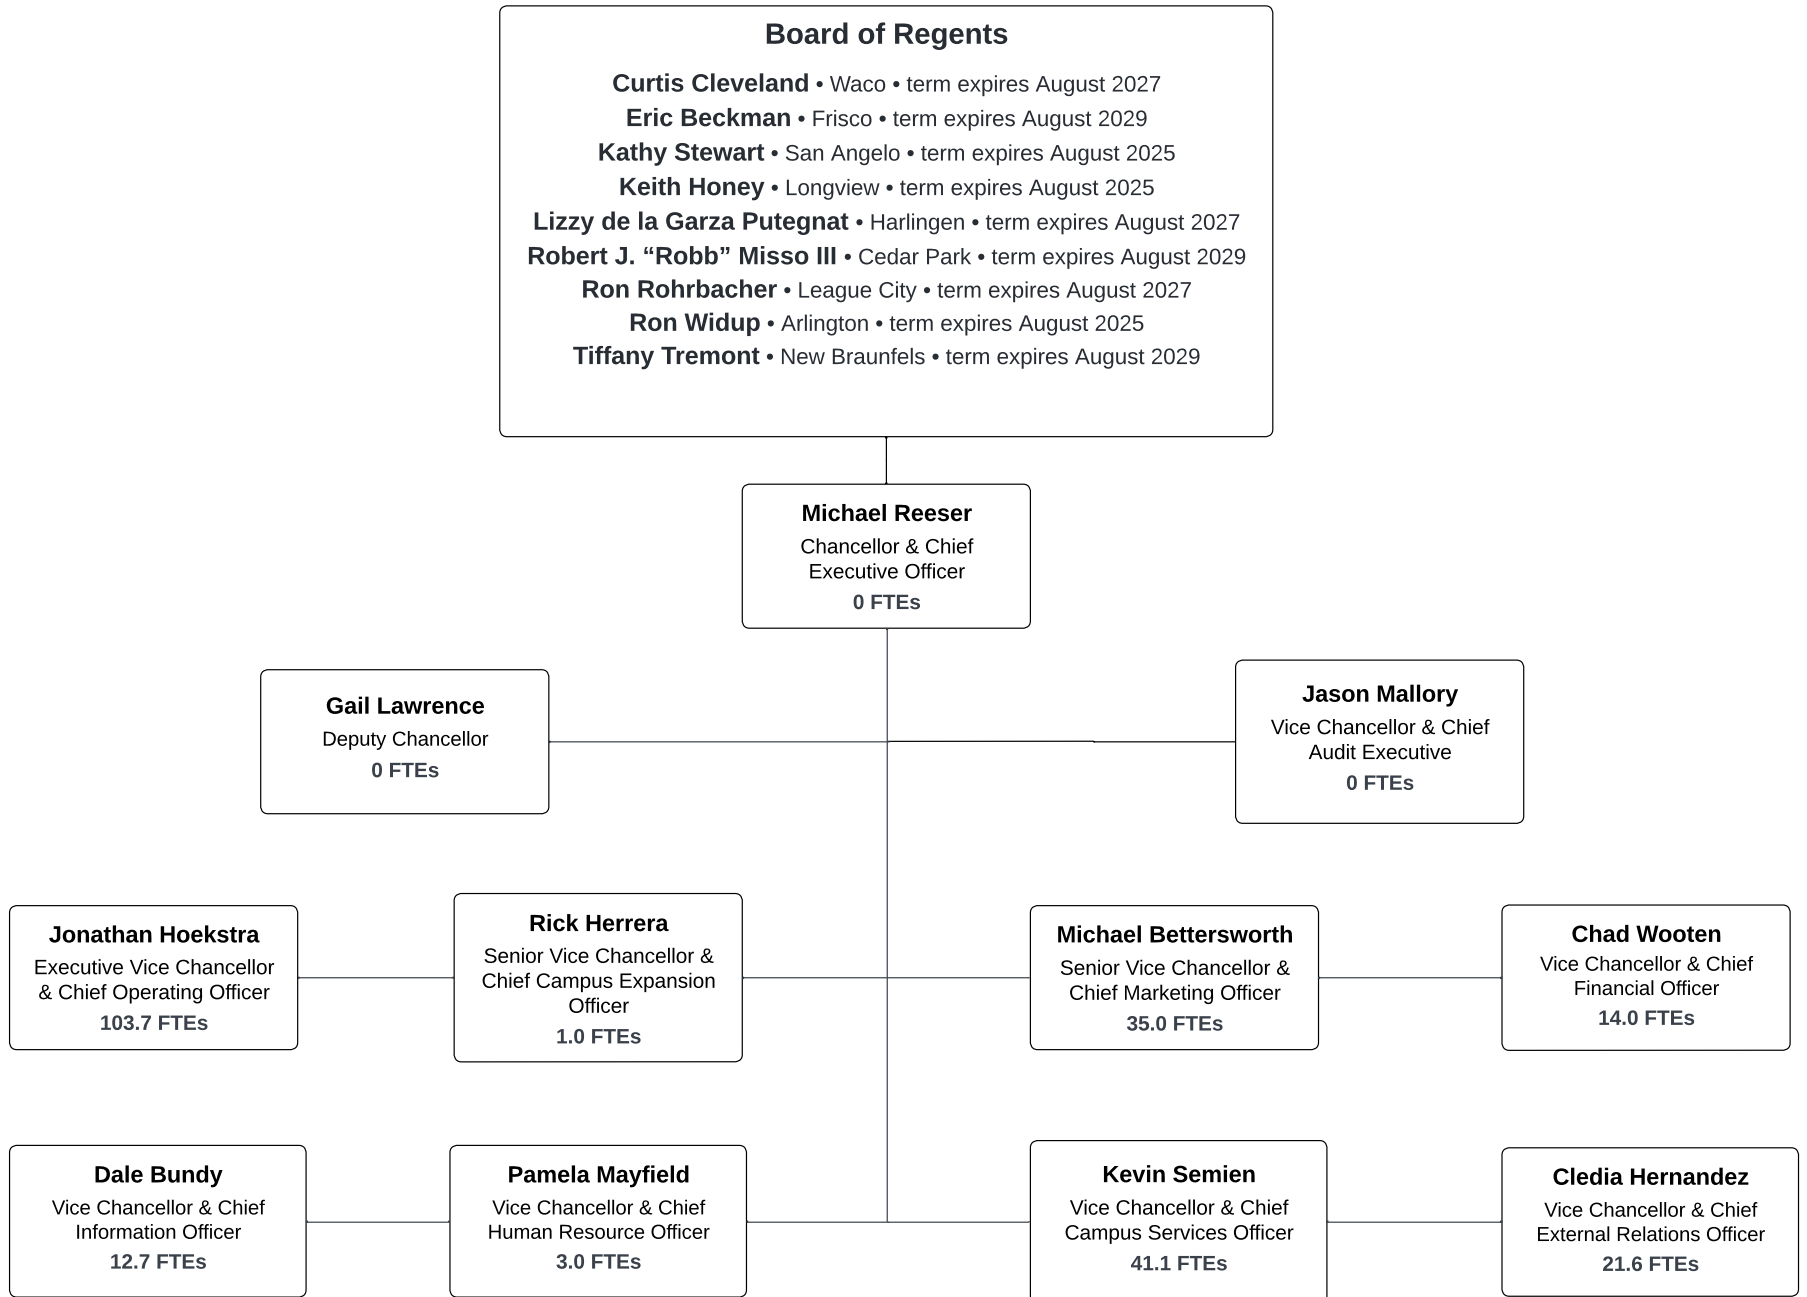 Board of Regents
Curtis Cleveland • Waco • term expires August 2027
Eric Beckman • Frisco • term expires August 2029
Kathy Stewart • San Angelo • term expires August 2025
Keith Honey • Longview • term expires August 2025
Lizzy de la Garza Putegnat • Harlingen • term expires August 2027
Robert J. “Robb” Misso III • Cedar Park • term expires August 2029
Ron Rohrbacher • League City • term expires August 2027
Ron Widup • Arlington • term expires August 2025
Tiffany Tremont • New Braunfels • term expires August 2029
Michael Reeser
Chancellor & Chief
Executive Officer
0 FTEs
Gail Lawrence
Deputy Chancellor
0 FTEs
Jason Mallory
Vice Chancellor & Chief
Audit Executive
0 FTEs
Jonathan Hoekstra
Executive Vice Chancellor
& Chief Operating Officer
103.7 FTEs
Rick Herrera
Senior Vice Chancellor &
Chief Campus Expansion
Officer
1.0 FTEs
Michael Bettersworth
Senior Vice Chancellor &
Chief Marketing Officer
35.0 FTEs
Chad Wooten
Vice Chancellor & Chief
Financial Officer
14.0 FTEs
Dale Bundy
Vice Chancellor & Chief
Information Officer
12.7 FTEs
Pamela Mayfield
Vice Chancellor & Chief
Human Resource Officer
3.0 FTEs
Kevin Semien
Vice Chancellor & Chief
Campus Services Officer
41.1 FTEs
Cledia Hernandez
Vice Chancellor & Chief
External Relations Officer
21.6 FTEs